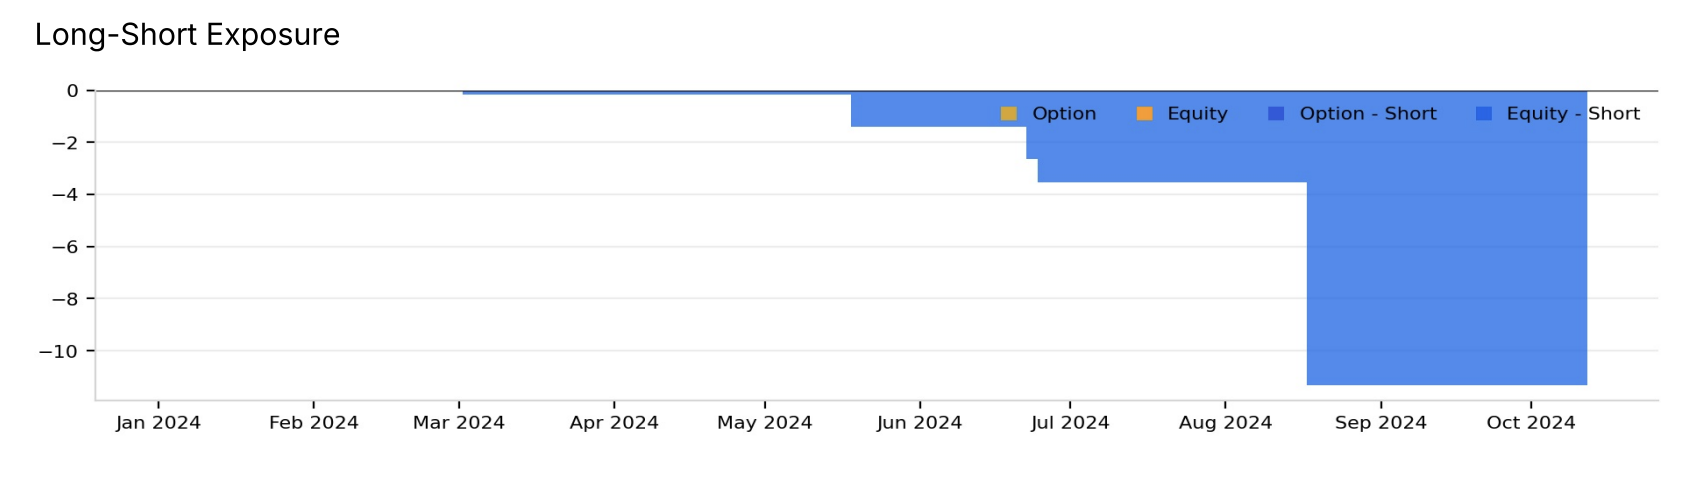 Long-Short Exposure
0
Option Equity Option - Short Equity - Short
−2
−4
−6
−8
−10
Jan 2024 Feb 2024 Mar 2024 Apr 2024 May 2024 Jun 2024 Jul 2024 Aug 2024 Sep 2024 Oct 2024